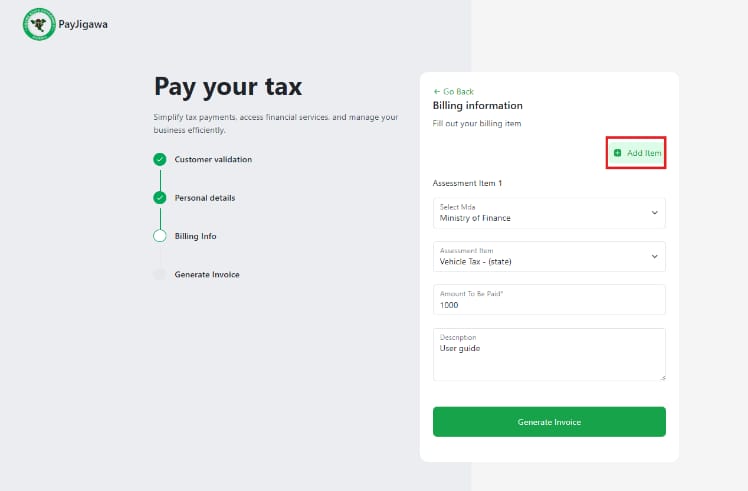 PayJigawa
Pay your tax
Simplify tax payments, access financial services, and manage your
business efficiently.
Customer validation
Personal details
Billing Info
Generate Invoice
← Go Back
Billing information
Fill out your billing item
Add Item
Assessment Item 1
Select Mda
Ministry of Finance
Assessment Item
Vehicle Tax - (state)
Amount To Be Paid*
1000
Description
User guide
Generate Invoice